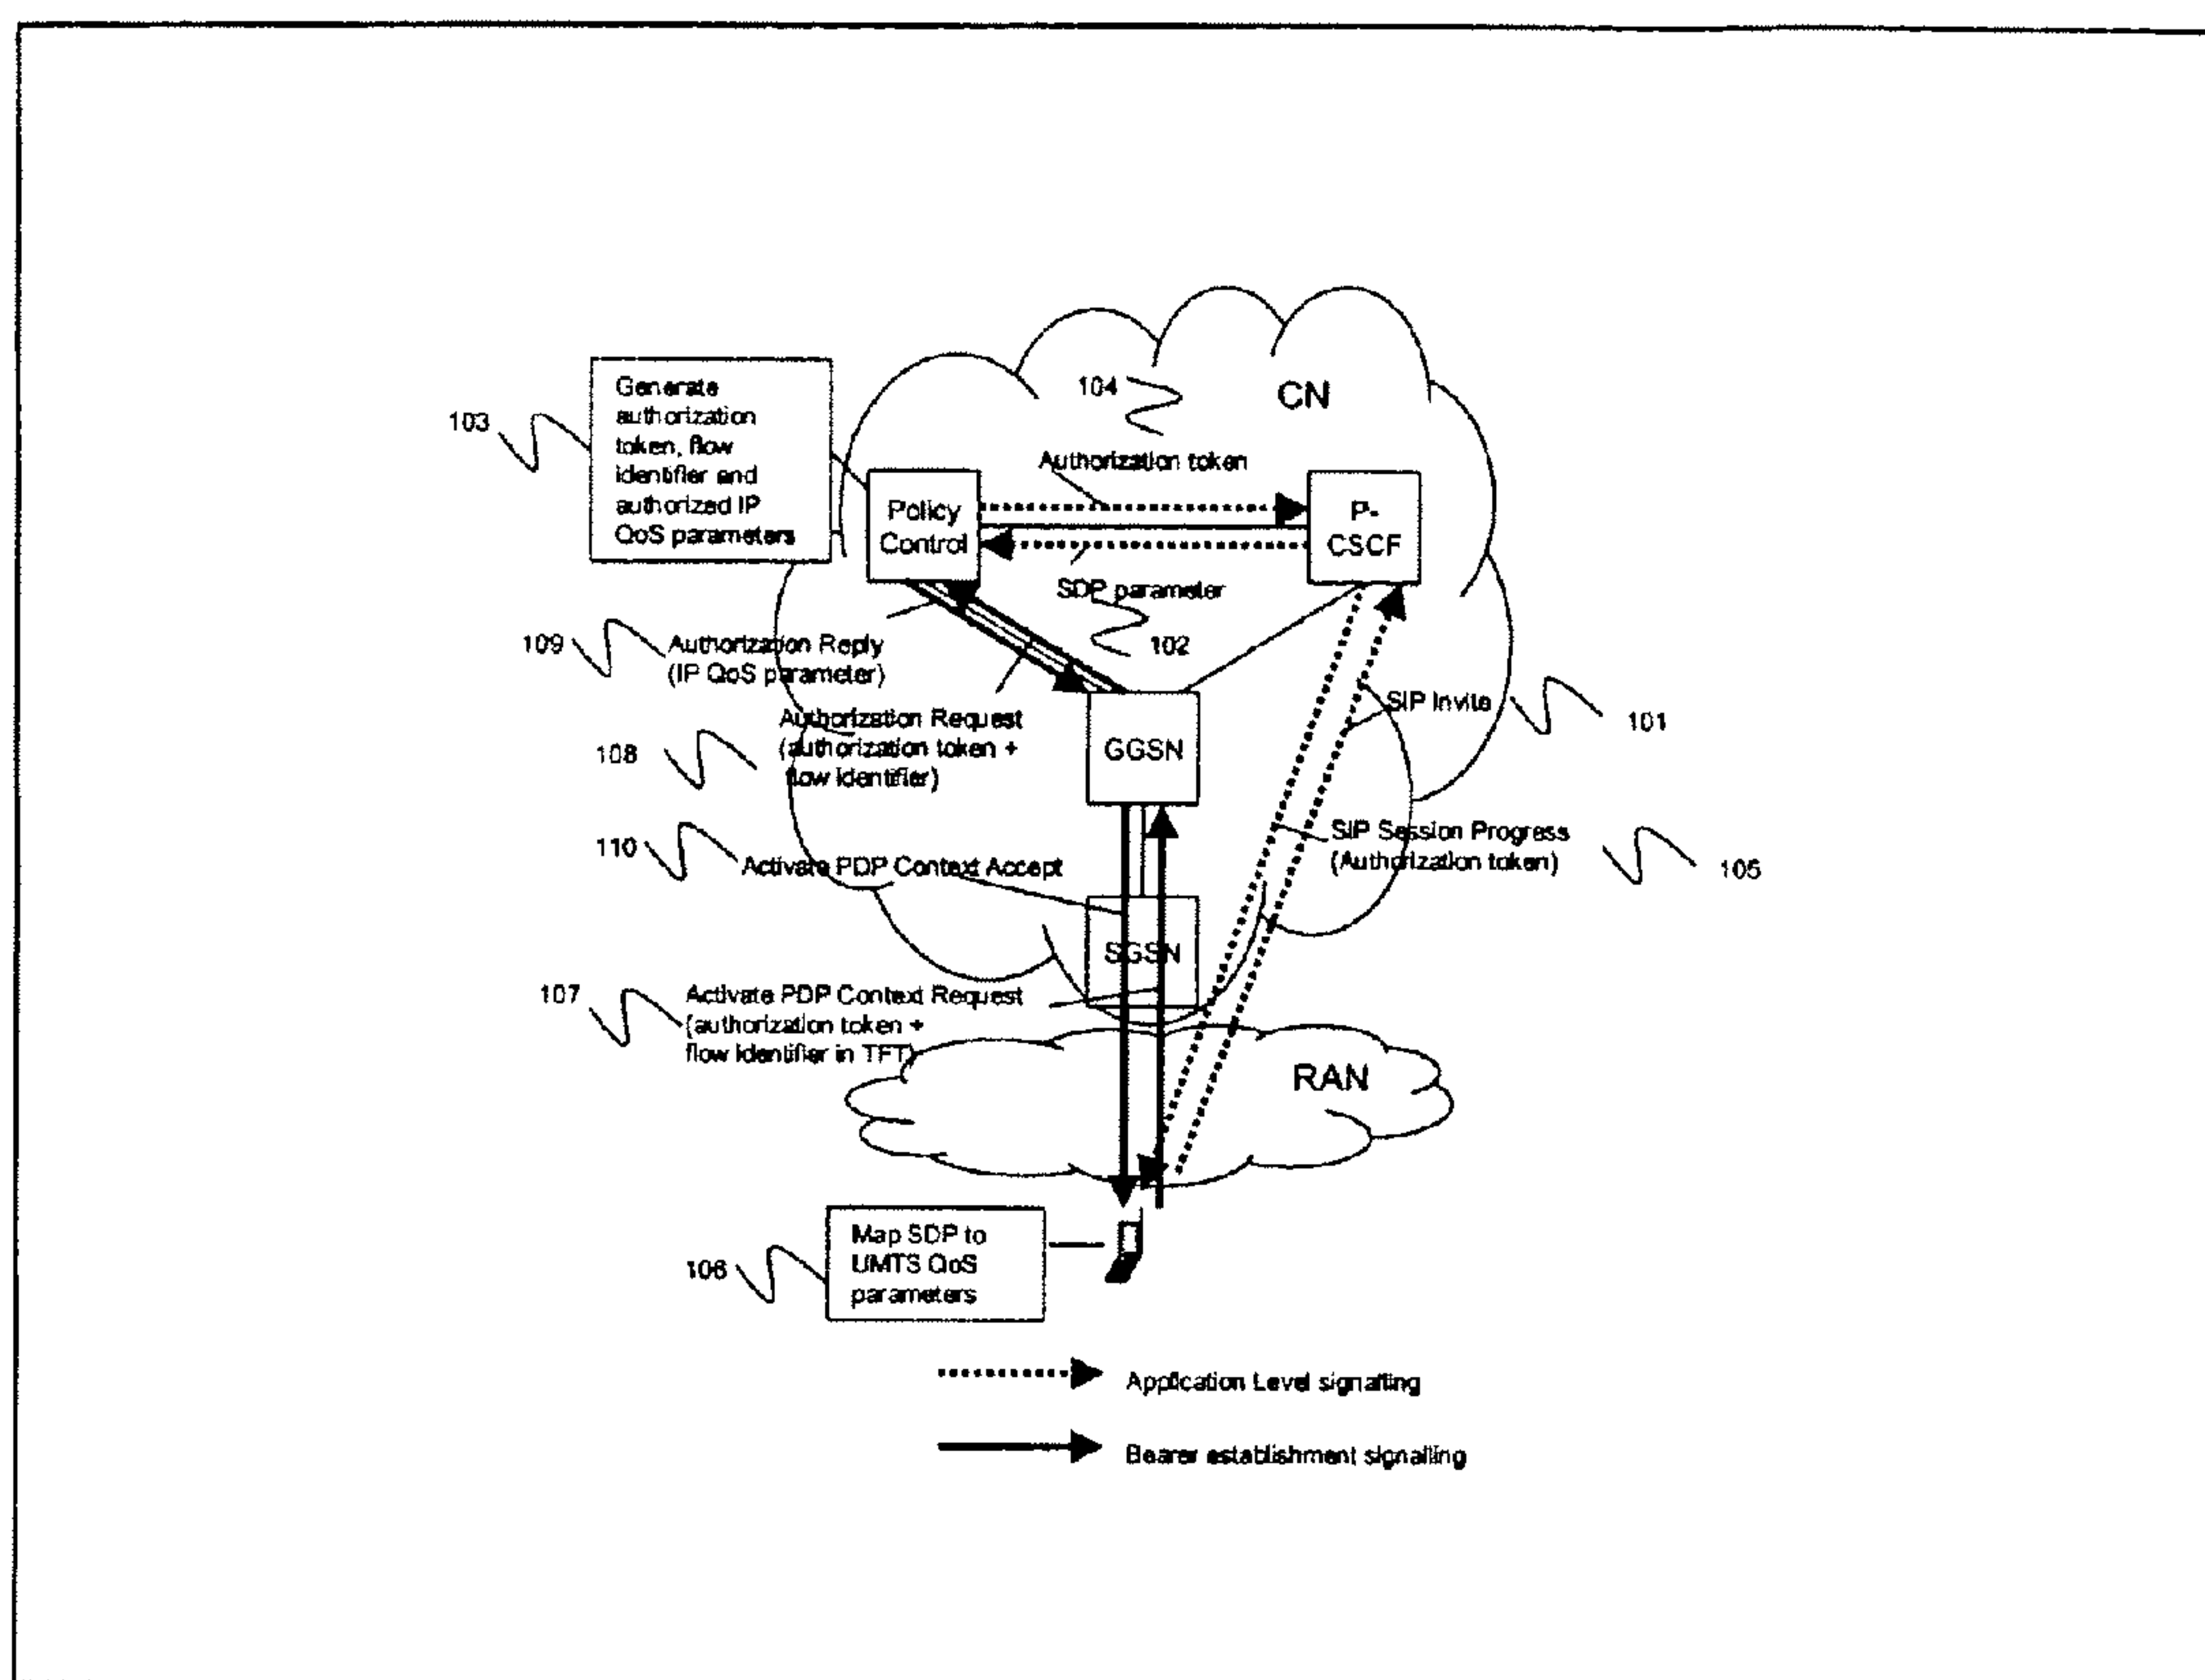 104
CN
Generate
authorization
token, flow
identifier and
authorized IP
QoS parameters
103
Authorization token
Policy
Control
P-
CSCF
SDP parameter
102
109
Authorization Reply
(IP QoS parameter)
SIP Invite
101
Authorization Request
(authorization token +
flow identifier)
108
GGSN
SIP Session Progress
(Authorization token)
105
110
Activate PDP Context Accept
SGSN
107
Activate PDP Context Request
(authorization token +
flow identifier in TFT)
RAN
Map SDP to
UMTS QoS
parameters
106
Application Level signalling
Bearer establishment signalling